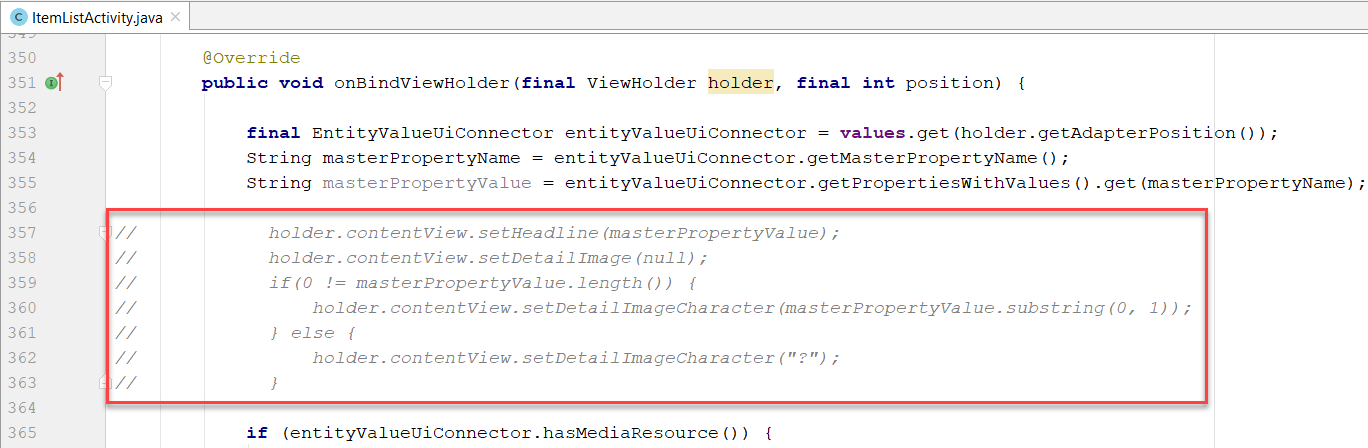 ItemListActivity.java
349
350 @Override
351 public void onBindViewHolder(final ViewHolder holder, final int position) {
352
353 final EntityValueUiConnector entityValueUiConnector = values.get(holder.getAdapterPosition());
354 String masterPropertyName = entityValueUiConnector.getMasterPropertyName();
355 String masterPropertyValue = entityValueUiConnector.getPropertiesWithValues().get(masterPropertyName);
356
357 // holder.contentView.setHeadline(masterPropertyValue);
358 // holder.contentView.setDetailImage(null);
359 // if(0 != masterPropertyValue.length()) {
360 // holder.contentView.setDetailImageCharacter(masterPropertyValue.substring(0, 1));
361 // } else {
362 // holder.contentView.setDetailImageCharacter("?");
363 // }
364
365 if (entityValueUiConnector.hasMediaResource()) {